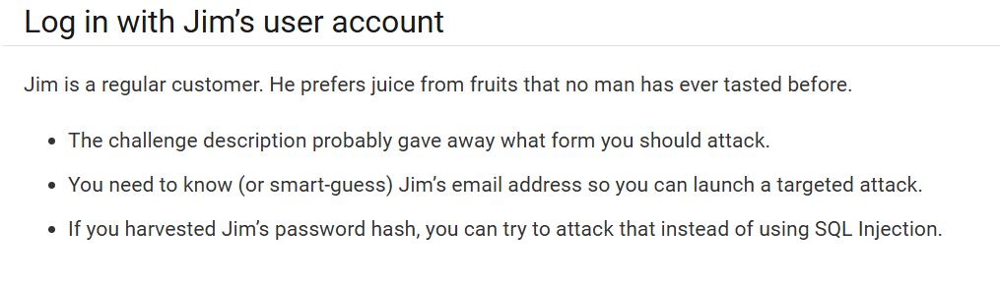 Log in with Jim’s user account
Jim is a regular customer. He prefers juice from fruits that no man has ever tasted before.
• The challenge description probably gave away what form you should attack.
• You need to know (or smart-guess) Jim’s email address so you can launch a targeted attack.
• If you harvested Jim’s password hash, you can try to attack that instead of using SQL Injection.